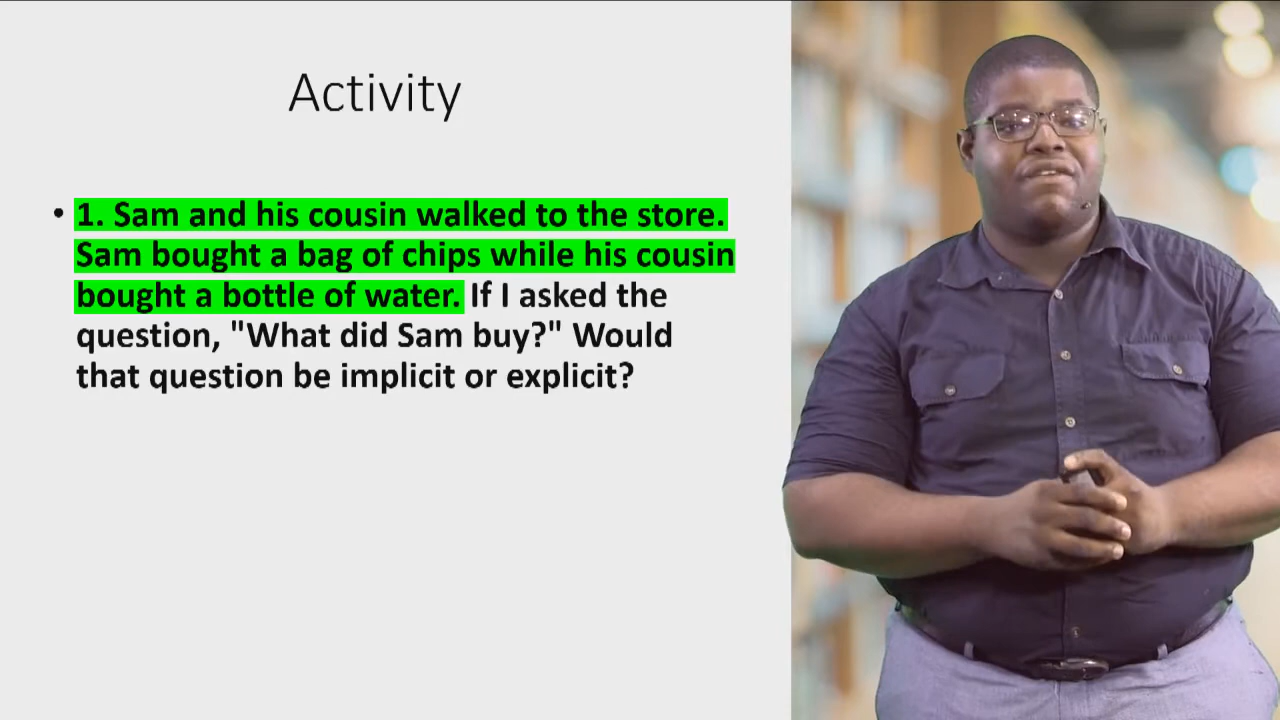 Activity
• 1. Sam and his cousin walked to the store.
Sam bought a bag of chips while his cousin
bought a bottle of water. If I asked the
question, "What did Sam buy?" Would
that question be implicit or explicit?